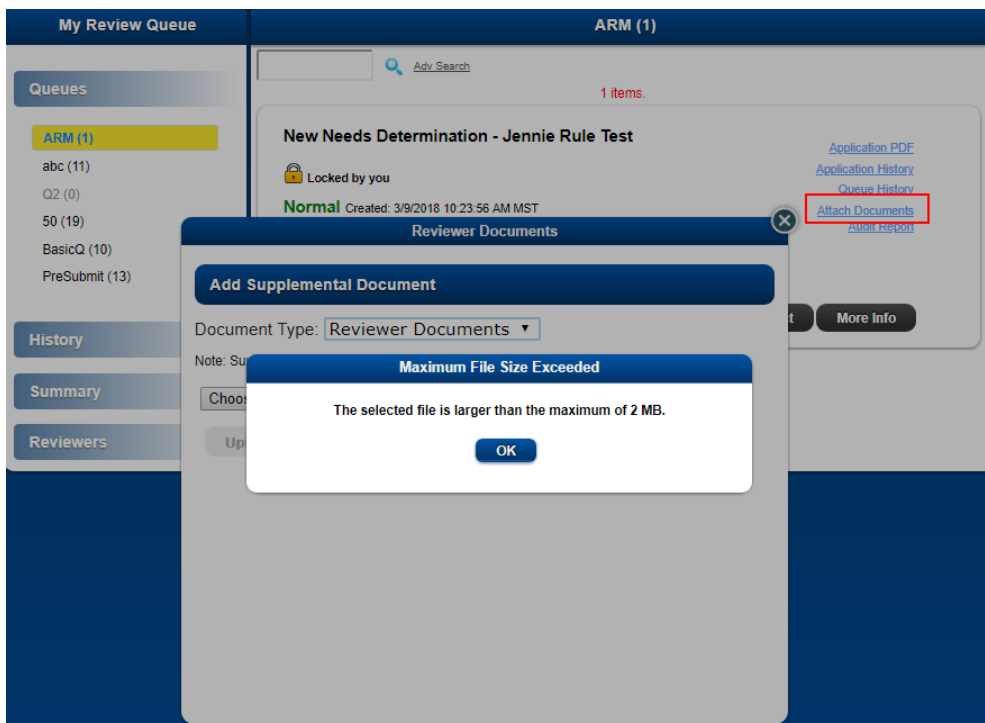 My Review Queue
ARM (1)
Adv Search
Queues
1 items.
ARM (1)
New Needs Determination - Jennie Rule Test
Application PDF
abc (11)
Locked by you
Application History
Q2 (0)
Queue History
Normal Created: 3/9/2018 10:23:56 AM MST
Attach Documents
50 (19)
Reviewer Documents
Audit Report
BasicQ (10)
PreSubmit (13)
Add Supplemental Document
More Info
Document Type: Reviewer Documents
History
Note:
Maximum File Size Exceeded
Summary
The selected file is larger than the maximum of 2 MB.
Reviewers
OK